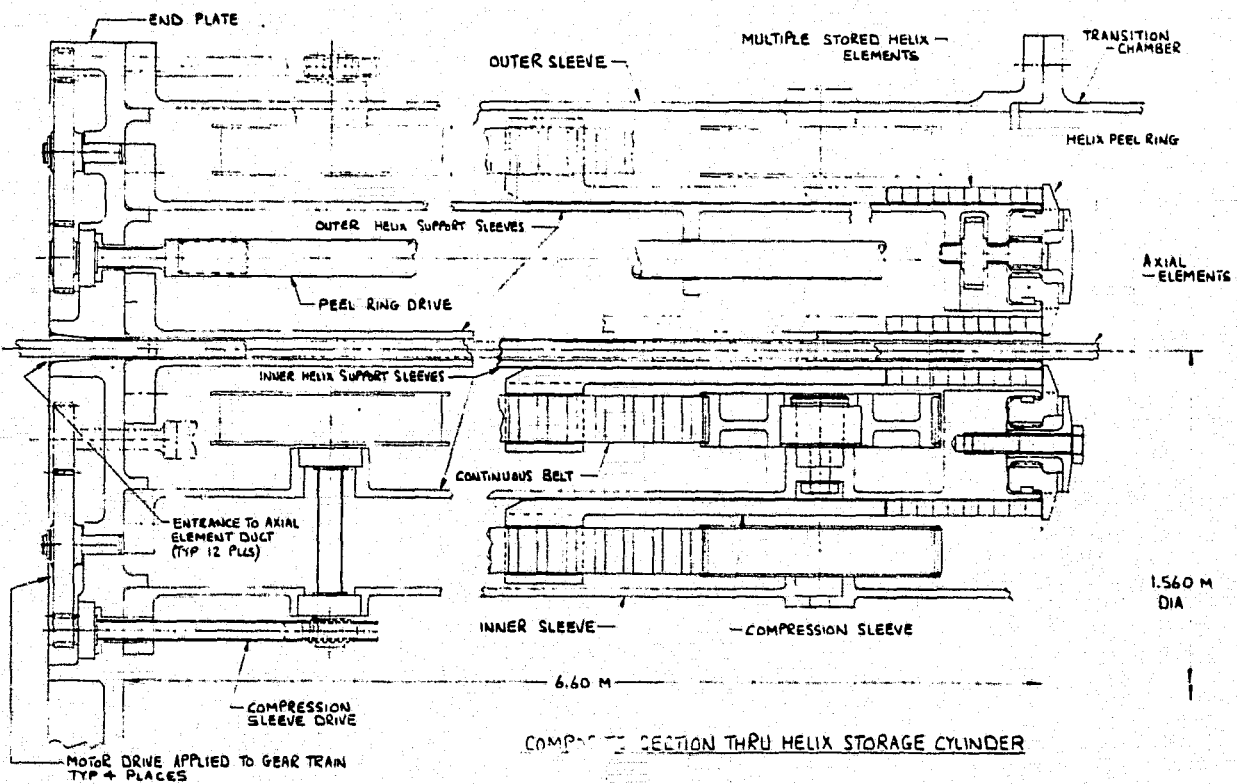 END PLATE
MULTIPLE STORED HELIX
ELEMENTS
TRANSITION
CHAMBER
OUTER SLEEVE
HELIX PEEL RING
OUTER HELIX SUPPORT SLEEVES
AXIAL
ELEMENTS
PEEL RING DRIVE
INNER HELIX SUPPORT SLEEVES
CONTINUOUS BELT
ENTRANCE TO AXIAL
ELEMENT DUCT
(TYP 12 PLCS)
1.560 M
DIA
INNER SLEEVE
COMPRESSION SLEEVE
6.60 M
COMPRESSION
SLEEVE DRIVE
SECTION THRU HELIX STORAGE CYLINDER
MOTOR DRIVE APPLIED TO GEAR TRAIN
TYP 4 PLACES